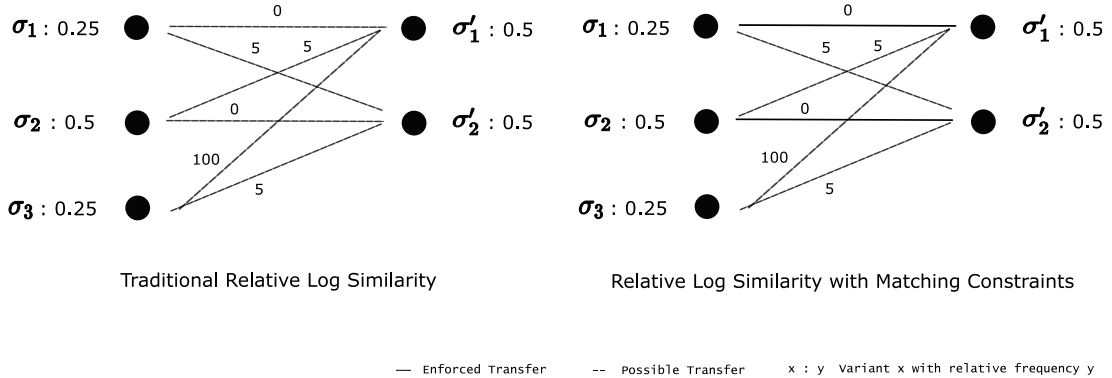 0 0
σ1 : 0.25 σ′1 : 0.5 σ1 : 0.25 σ′1 : 0.5
5 5 5 5
0 0
σ2 : 0.5 σ′2 : 0.5 σ2 : 0.5 σ′2 : 0.5
100 100
5 5
σ3 : 0.25 σ3 : 0.25
Traditional Relative Log Similarity Relative Log Similarity with Matching Constraints
— Enforced Transfer -- Possible Transfer x : y Variant x with relative frequency y